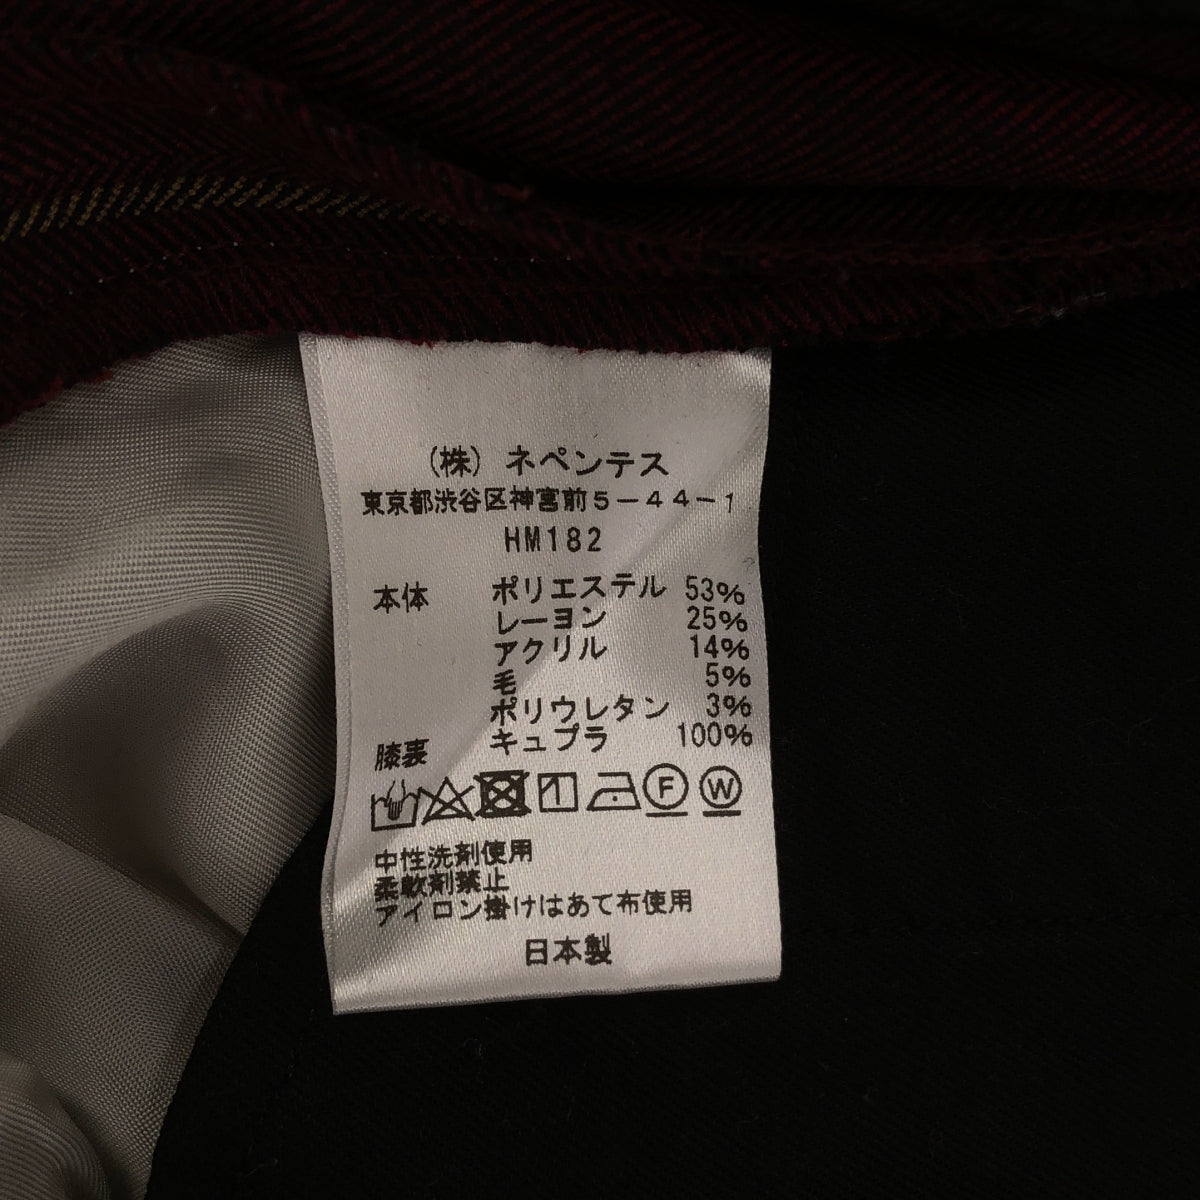 (株) ネペンテス
東京都渋谷区神宮前5-44-1
HM182
本体 ポリエステル 53%
レーヨン 25%
アクリル 14%
毛 5%
ポリウレタン 3%
膝裏 キュプラ 100%
1 F W
中性洗剤使用
柔軟剤禁止
アイロン掛けはあて布使用
日本製